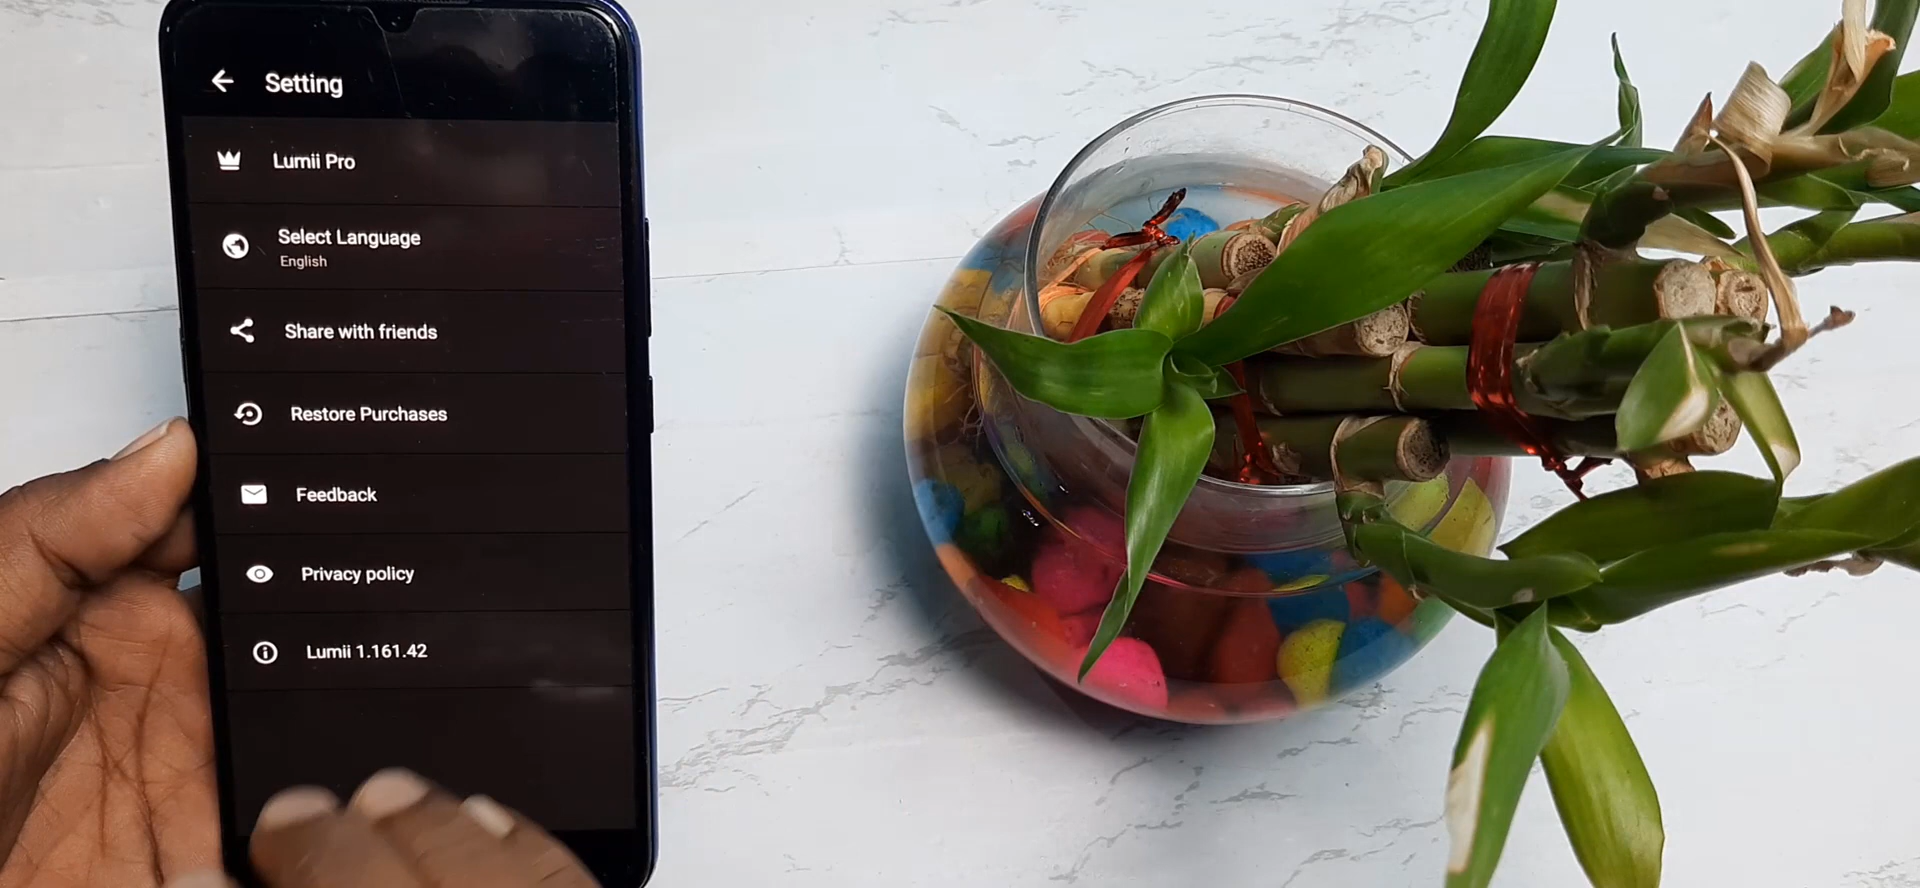 Setting
Lumii Pro
Select Language
English
Share with friends
Restore Purchases
Feedback
Privacy policy
Lumii 1.161.42